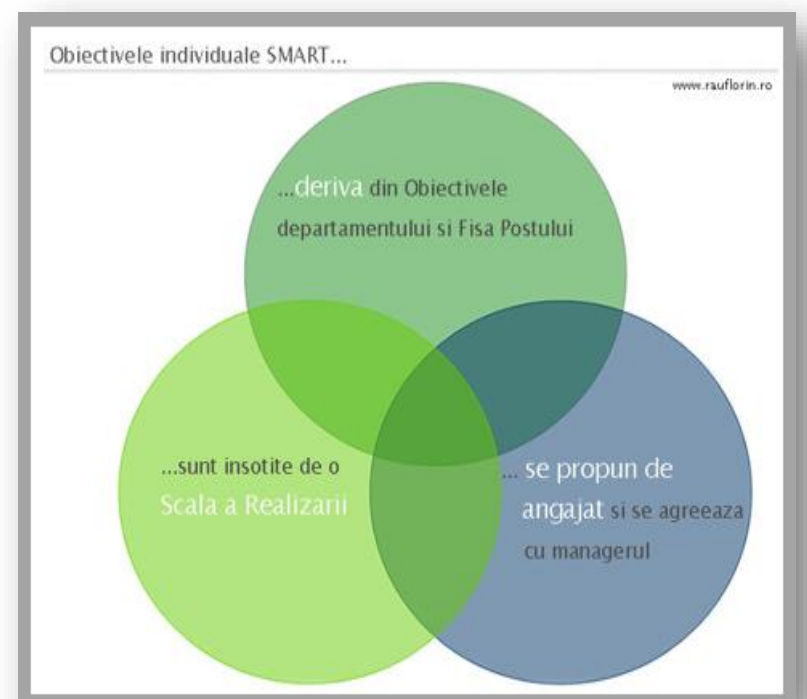 Obiectivele individuale SMART...
www.rauflorin.ro
...deriva din Obiectivele
departamentului si Fisa Postului
...sunt insotite de o
Scala a Realizarii
... se propun de
angajat si se agreeaza
cu managerul